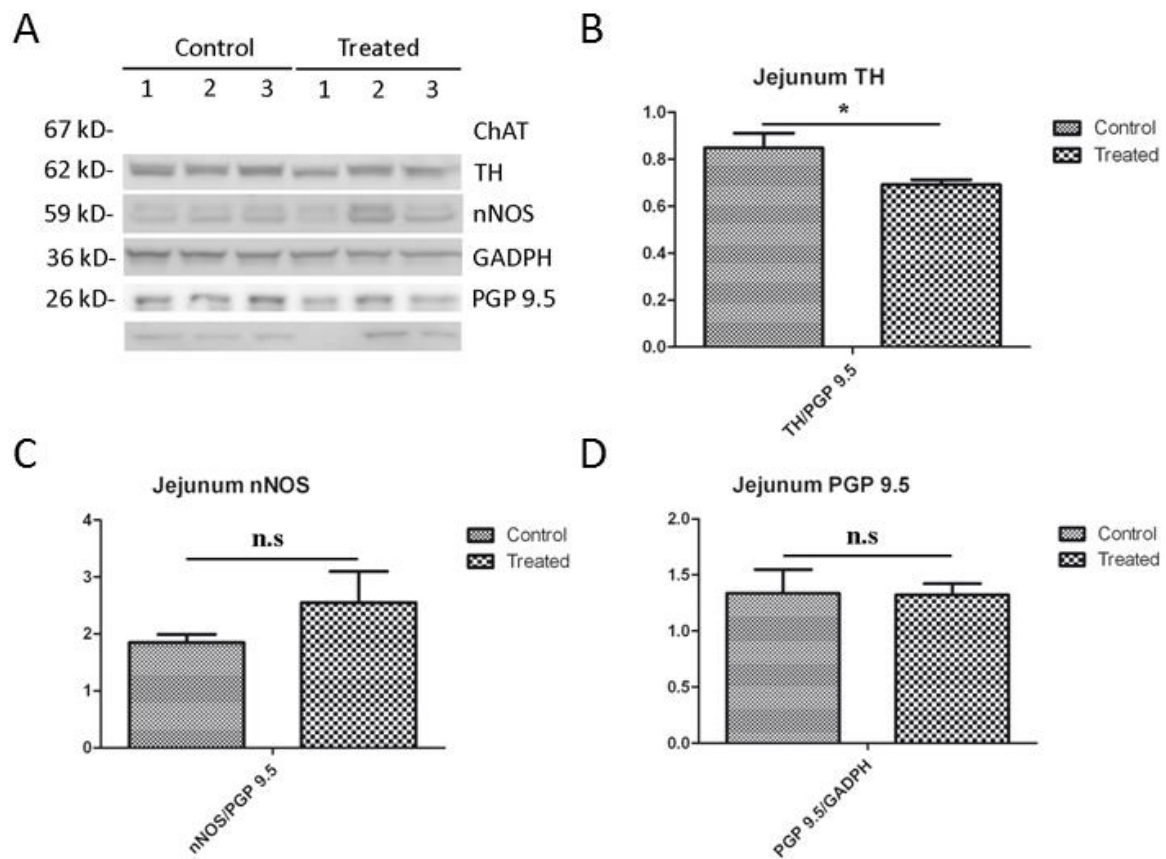 A
Control Treated
1 2 3 1 2 3
67 kD- ChAT
62 kD- TH
59 kD- nNOS
36 kD- GADPH
26 kD- PGP 9.5
B
Jejunum TH
1.0
0.8
0.6
0.4
0.2
0.0
*
TH/PGP 9.5
Control
Treated
C
Jejunum nNOS
4
3
2
1
0
n.s
nNOS/PGP 9.5
Control
Treated
D
Jejunum PGP 9.5
2.0
1.5
1.0
0.5
0.0
n.s
PGP 9.5/GADPH
Control
Treated